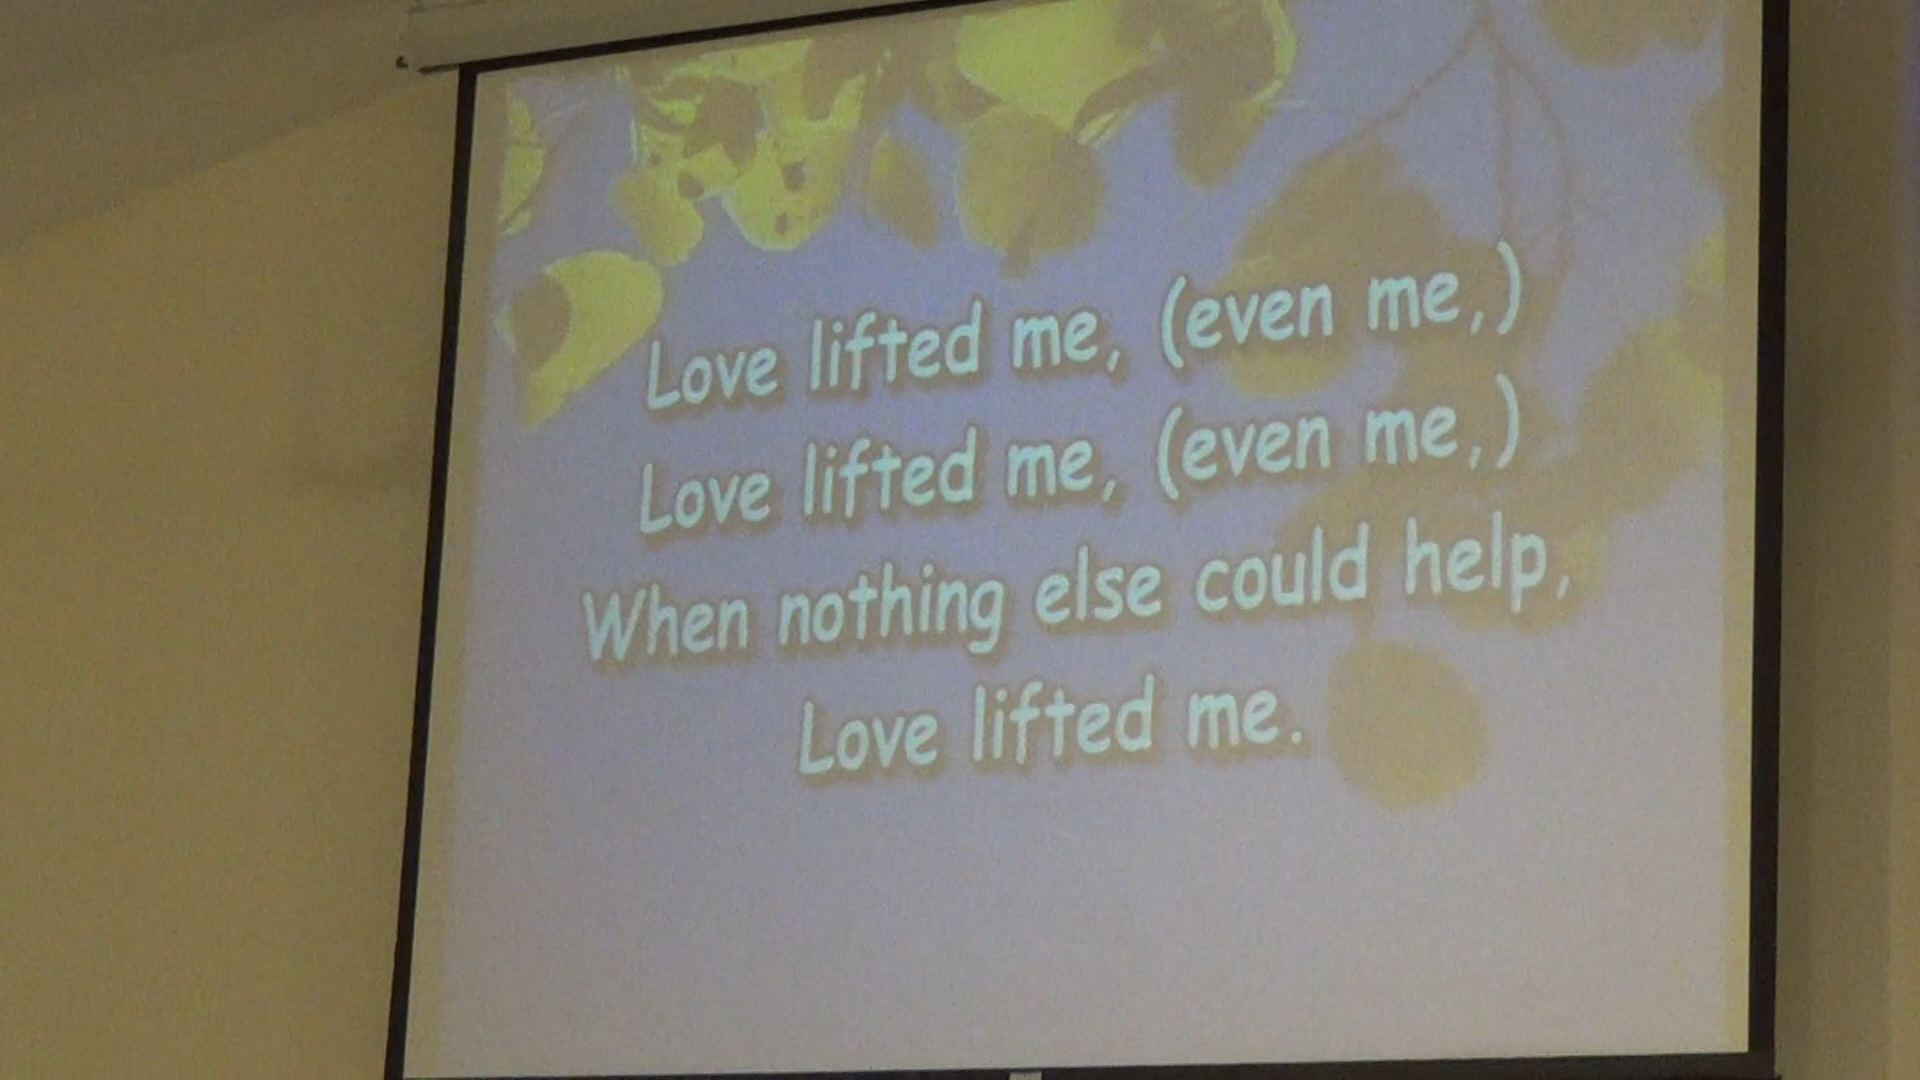 Love lifted me, (even me,)
Love lifted me, (even me,)
When nothing else could help,
Love lifted me.